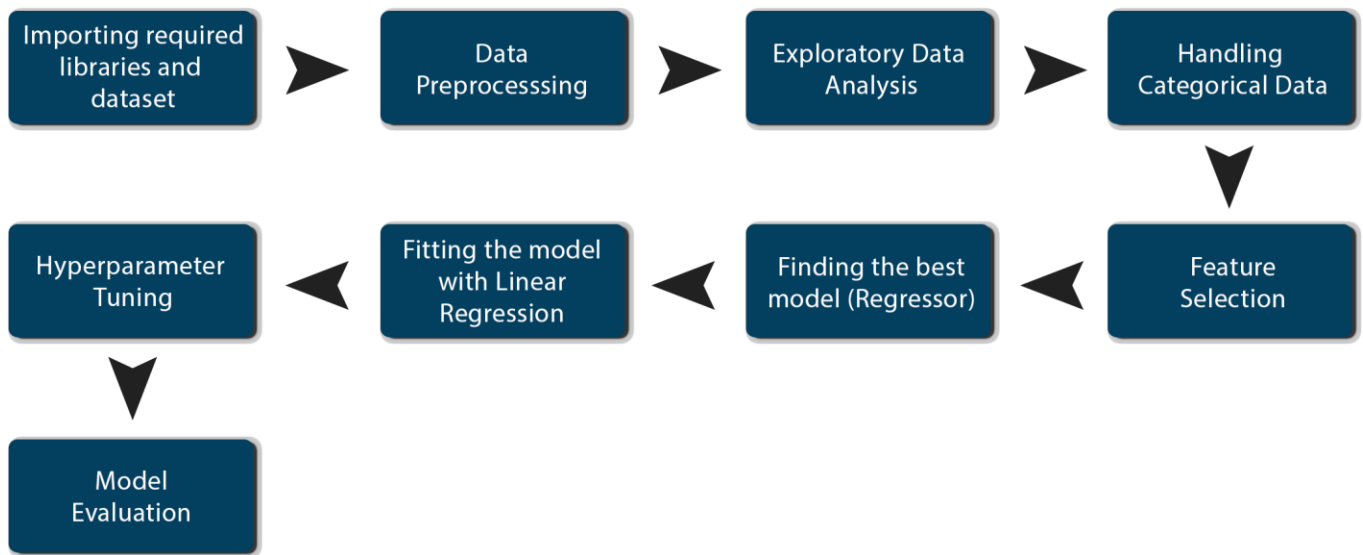 Importing required
libraries and
dataset
Data
Preprocesssing
Exploratory Data
Analysis
Handling
Categorical Data
Feature
Selection
Finding the best
model (Regressor)
Fitting the model
with Linear
Regression
Hyperparameter
Tuning
Model
Evaluation